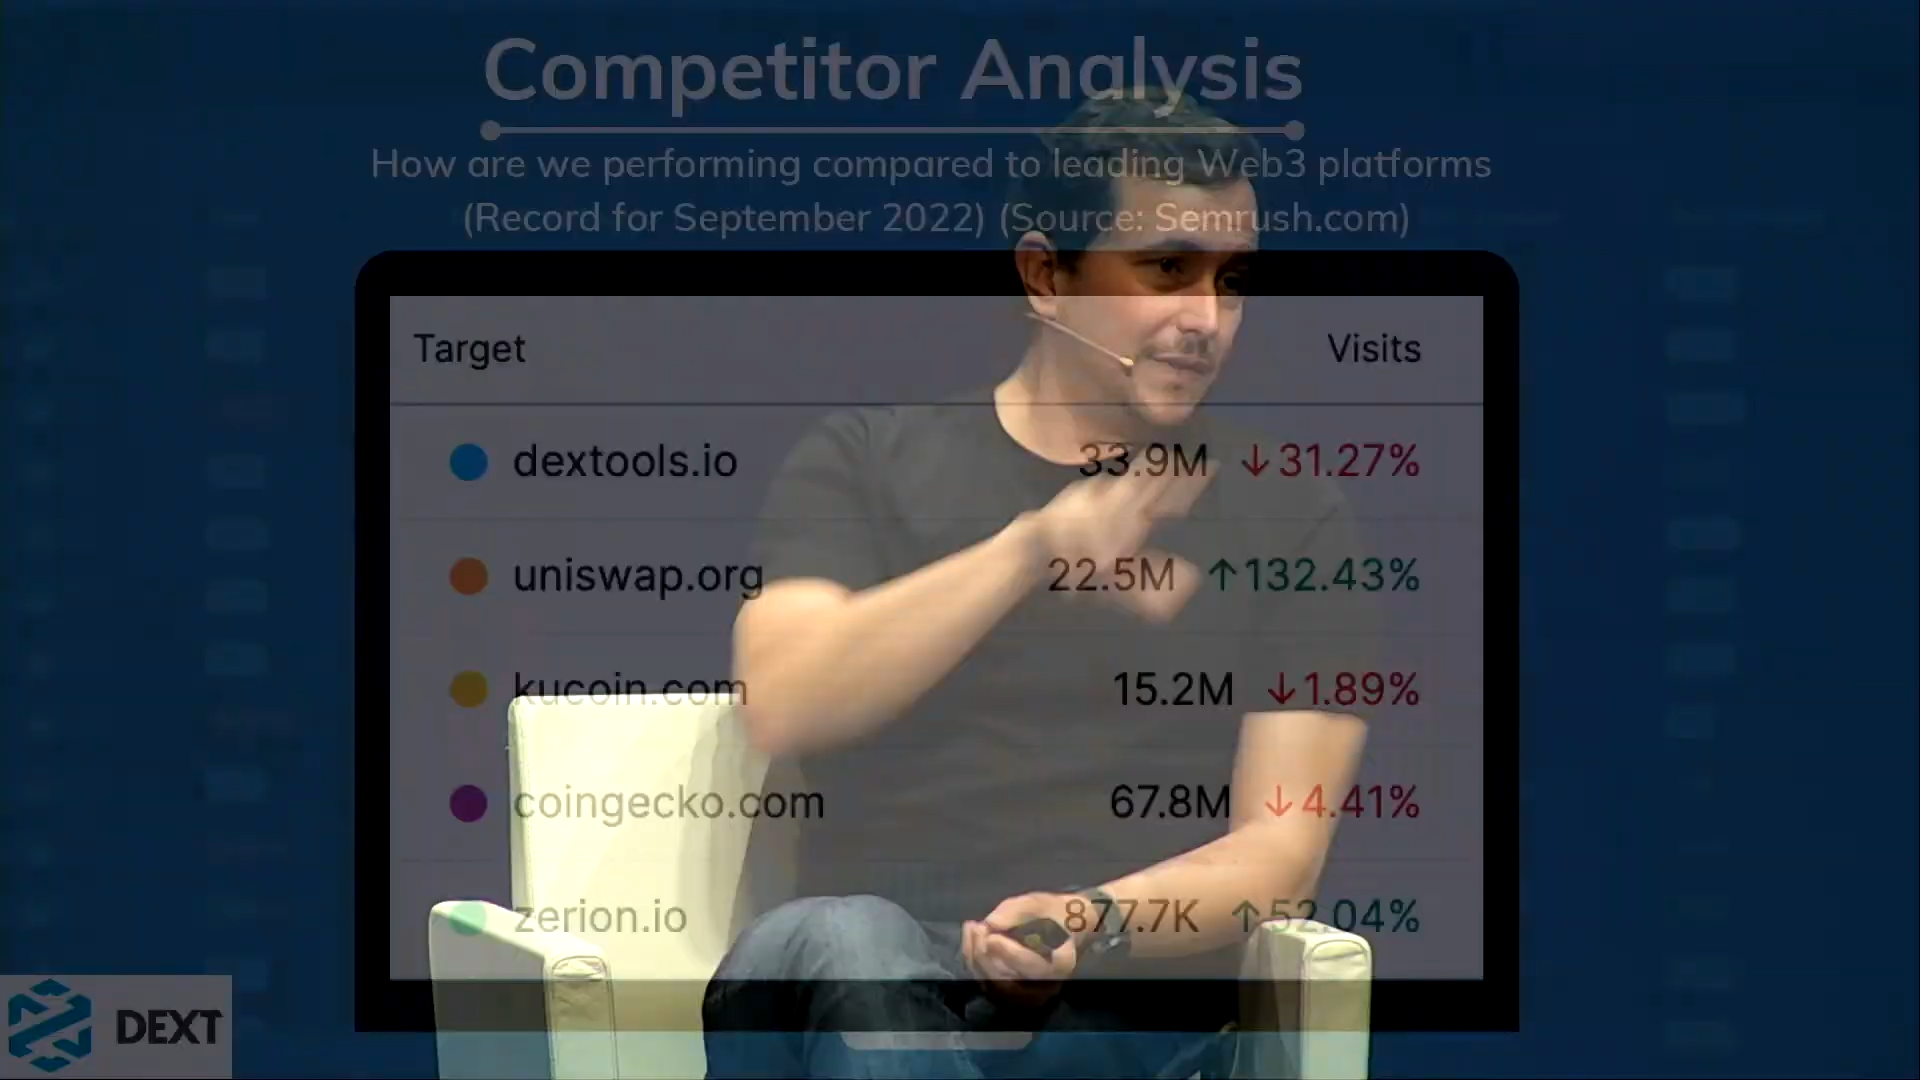 Competitor Analysis
How are we performing compared to leading Web3 platforms
(Record for September 2022) (Source: Semrush.com)
Target Visits
dextools.io 33.9M ↓31.27%
uniswap.org 22.5M ↑132.43%
kucoin.com 15.2M ↓1.89%
coingecko.com 67.8M ↓4.41%
zerion.io 877.7K ↑52.04%
DEXT